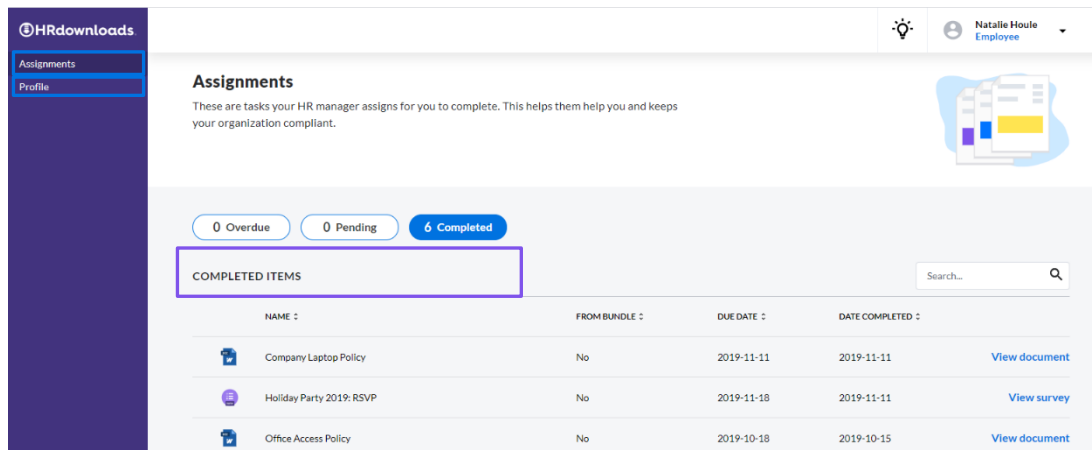 HRdownloads
Natalie Houle
Employee
Assignments
Profile
Assignments
These are tasks your HR manager assigns for you to complete. This helps them help you and keeps
your organization compliant.
0 Overdue
0 Pending
6 Completed
COMPLETED ITEMS
Search...
NAME FROM BUNDLE DUE DATE DATE COMPLETED
Company Laptop Policy No 2019-11-11 2019-11-11 View document
Holiday Party 2019: RSVP No 2019-11-18 2019-11-11 View survey
Office Access Policy No 2019-10-18 2019-10-15 View document